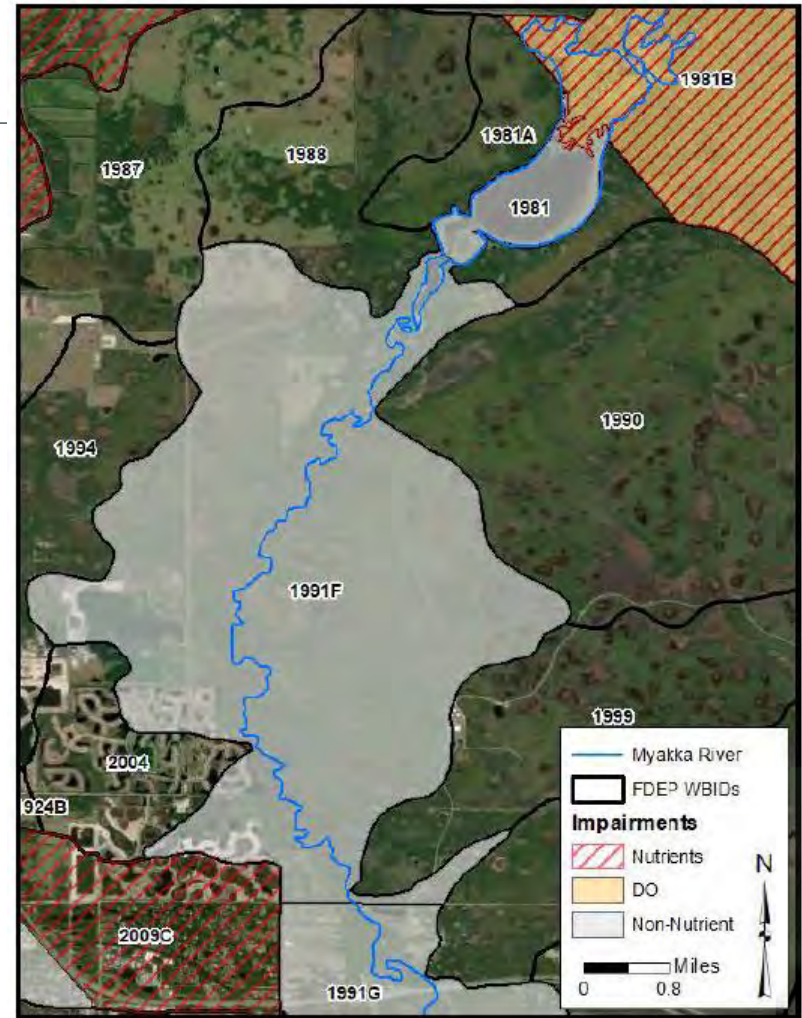 1981B
1981A
1988
1987
1981
1990
1994
1991F
1999
2004
924B
2009C
1991G
Myakka River
FDEP WBIDs
Impairments
Nutrients
DO
Non-Nutrient
N
Miles
0 0.8